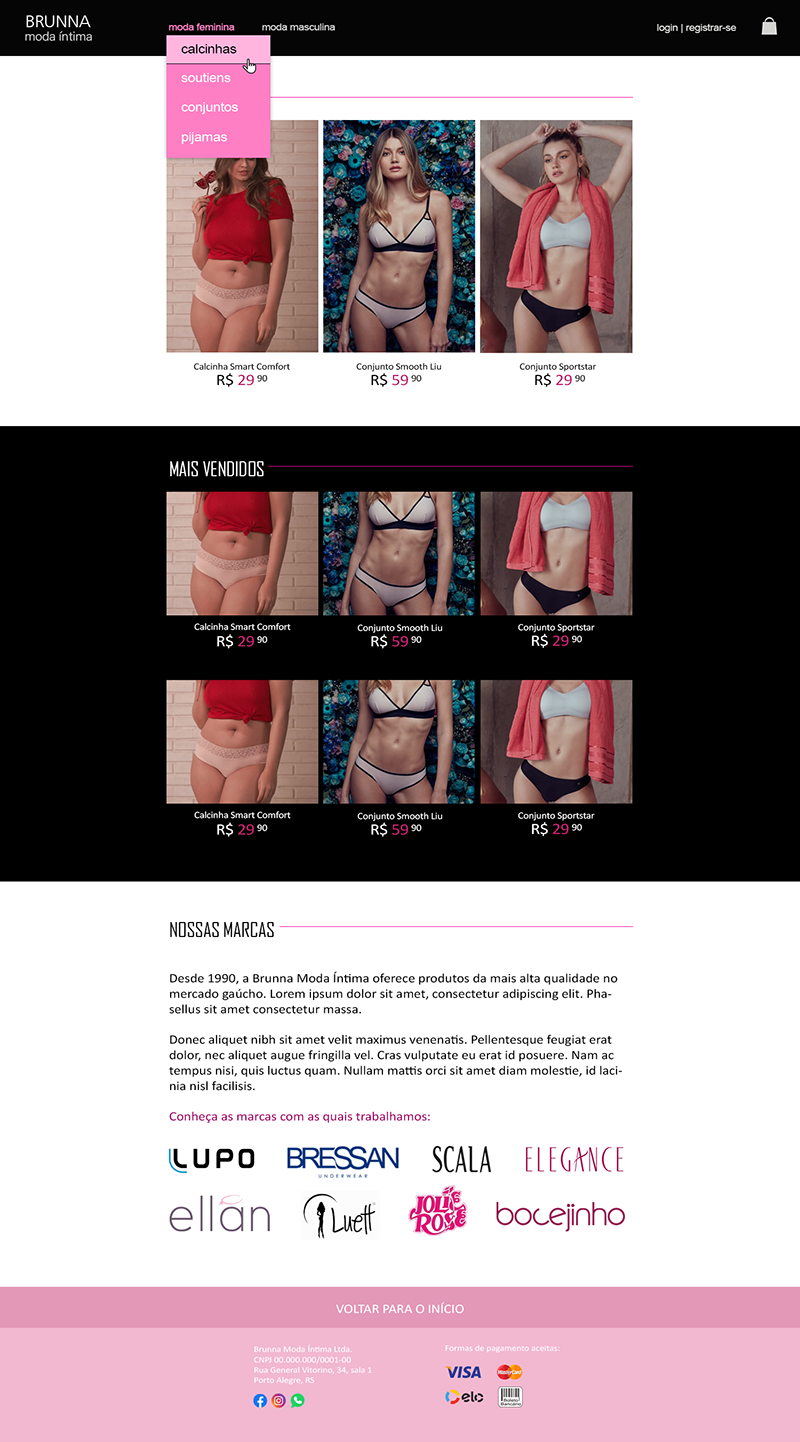 BRUNNA
moda íntima
moda feminina
moda masculina
login | registrar-se
calcinhas
soutiens
conjuntos
pijamas
Calcinha Smart Comfort
R$ 29 90
Conjunto Smooth Liu
R$ 59 90
Conjunto Sportstar
R$ 29 90
MAIS VENDIDOS
Calcinha Smart Comfort
R$ 29 90
Conjunto Smooth Liu
R$ 59 90
Conjunto Sportstar
R$ 29 90
Calcinha Smart Comfort
R$ 29 90
Conjunto Smooth Liu
R$ 59 90
Conjunto Sportstar
R$ 29 90
NOSSAS MARCAS
Desde 1990, a Brunna Moda Íntima oferece produtos da mais alta qualidade no
mercado gaúcho. Lorem ipsum dolor sit amet, consectetur adipiscing elit. Pha-
sellus sit amet consectetur massa.
Donec aliquet nibh sit amet velit maximus venenatis. Pellentesque feugiat erat
dolor, nec aliquet augue fringilla vel. Cras vulputate eu erat id posuere. Nam ac
tempus nisi, quis luctus quam. Nullam mattis orci sit amet diam molestie, id laci-
nia nisl facilisis.
Conheça as marcas com as quais trabalhamos:
LUPO
BRESSAN
UNDERWEAR
SCALA
ELEGANCE
ellan
Luett
JOLIE
ROSE
bocejinho
VOLTAR PARA O INÍCIO
Brunna Moda Íntima Ltda.
CNPJ 00.000.000/0001-00
Rua General Vitorino, 34, sala 1
Porto Alegre, RS
Formas de pagamento aceitas:
VISA
MasterCard
elo
Boleto
Bancário